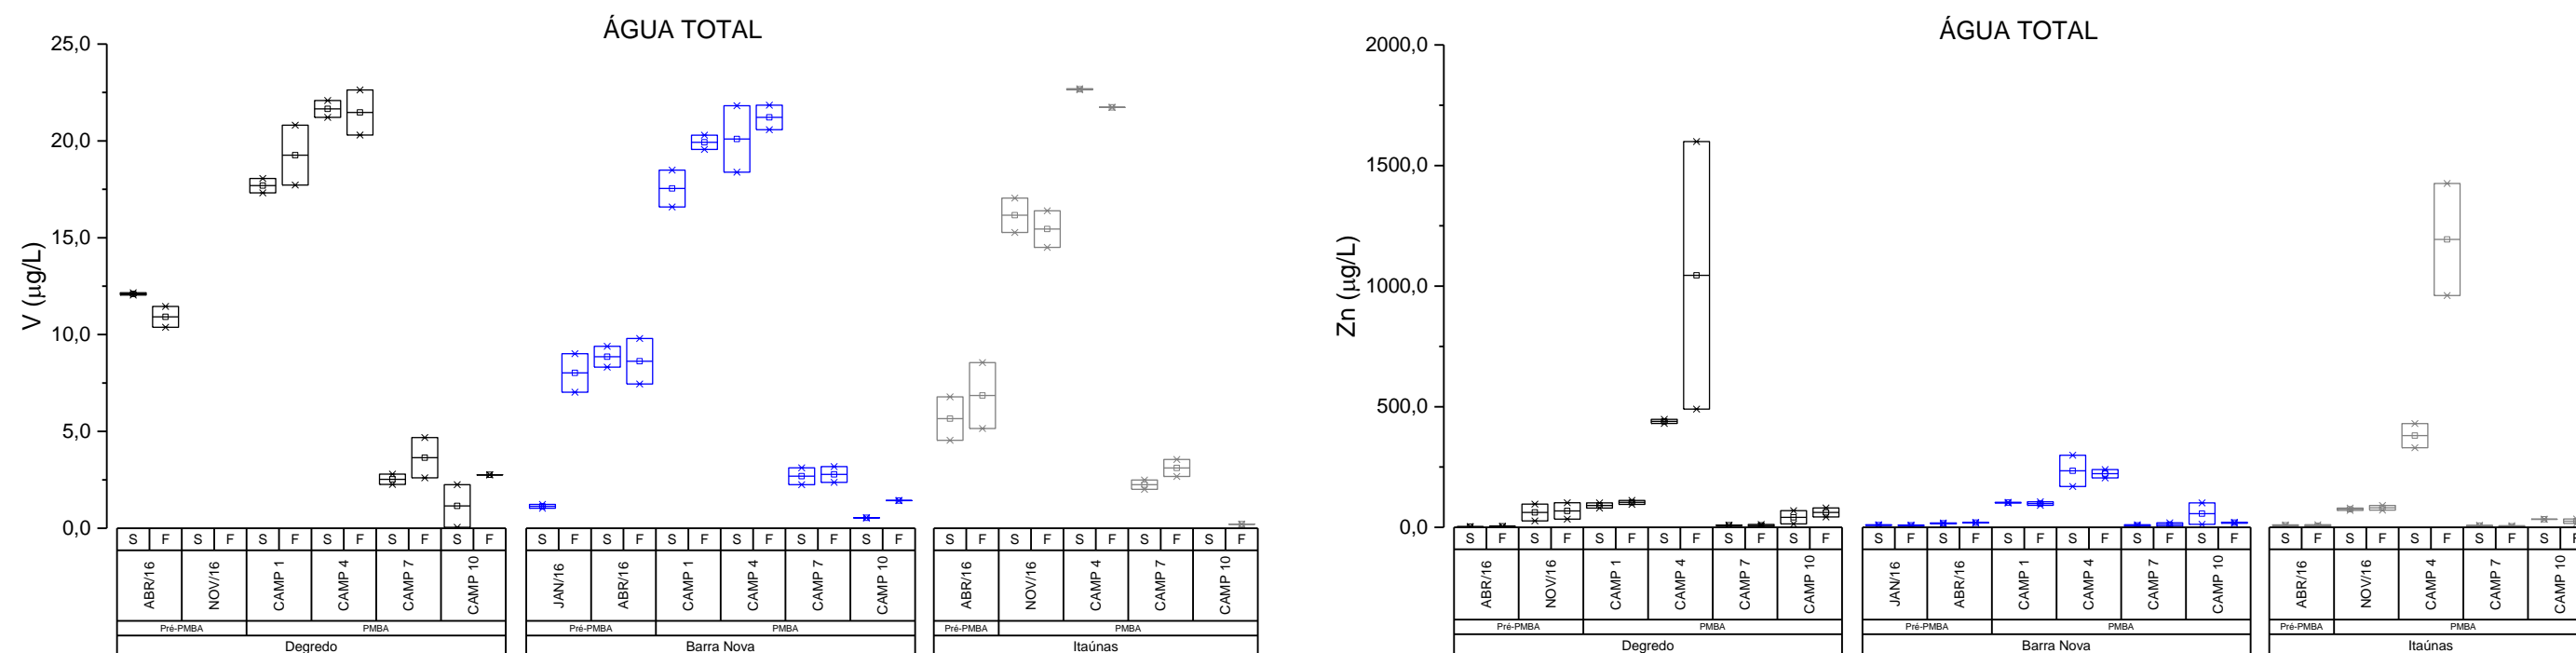 ÁGUA TOTAL
25,0
20,0
15,0
10,0
5,0
0,0
V (µg/L)
S F S F S F S F S F S F
ABR/16 NOV/16 CAMP 1 CAMP 4 CAMP 7 CAMP 10
Pré-PMBA PMBA
Degredo
S F S F S F S F S F S F
JAN/16 ABR/16 CAMP 1 CAMP 4 CAMP 7 CAMP 10
Pré-PMBA PMBA
Barra Nova
S F S F S F S F S F
ABR/16 NOV/16 CAMP 4 CAMP 7 CAMP 10
Pré-PMBA PMBA
Itaúnas
ÁGUA TOTAL
2000,0
1500,0
1000,0
500,0
0,0
Zn (µg/L)
S F S F S F S F S F S F
ABR/16 NOV/16 CAMP 1 CAMP 4 CAMP 7 CAMP 10
Pré-PMBA PMBA
Degredo
S F S F S F S F S F S F
JAN/16 ABR/16 CAMP 1 CAMP 4 CAMP 7 CAMP 10
Pré-PMBA PMBA
Barra Nova
S F S F S F S F S F
ABR/16 NOV/16 CAMP 4 CAMP 7 CAMP 10
Pré-PMBA PMBA
Itaúnas